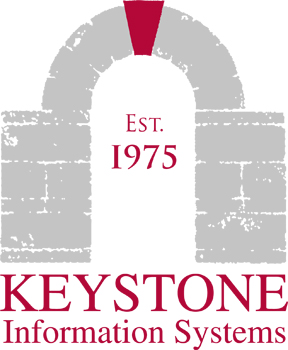 Est.
1975
KEYSTONE
Information Systems